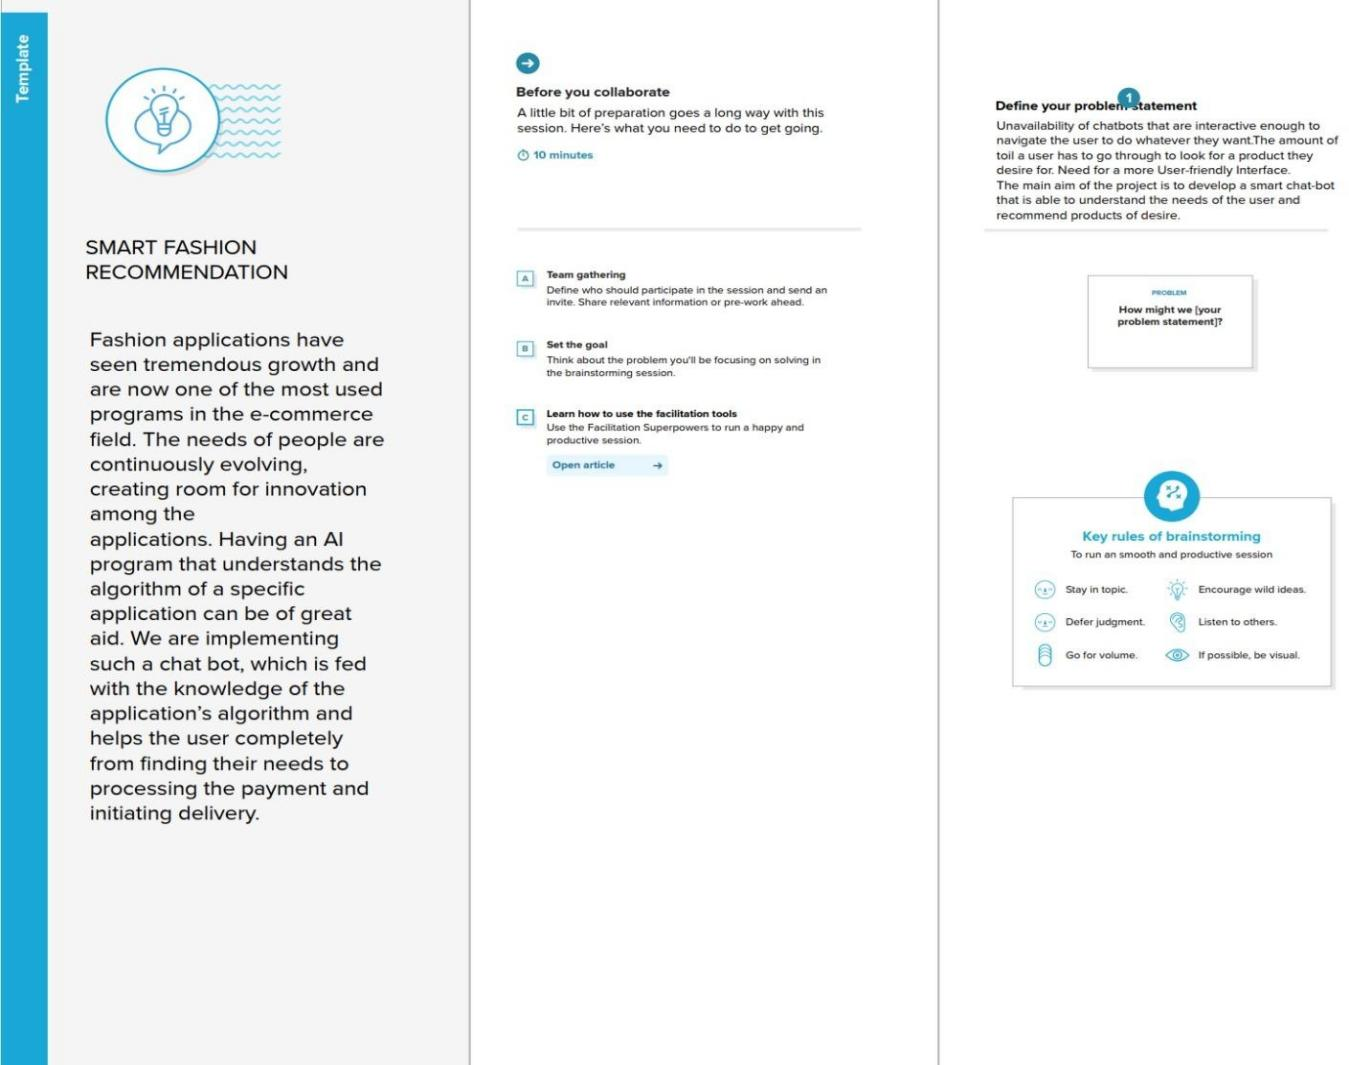 Template
SMART FASHION
RECOMMENDATION
Fashion applications have
seen tremendous growth and
are now one of the most used
programs in the e-commerce
field. The needs of people are
continuously evolving,
creating room for innovation
among the
applications. Having an AI
program that understands the
algorithm of a specific
application can be of great
aid. We are implementing
such a chat bot, which is fed
with the knowledge of the
application's algorithm and
helps the user completely
from finding their needs to
processing the payment and
initiating delivery.
Before you collaborate
A little bit of preparation goes a long way with this
session. Here's what you need to do to get going.
10 minutes
A
Team gathering
Define who should participate in the session and send an
invite. Share relevant information or pre-work ahead.
B
Set the goal
Think about the problem you'll be focusing on solving in
the brainstorming session.
C
Learn how to use the facilitation tools
Use the Facilitation Superpowers to run a happy and
productive session.
Open article
1
Define your problem statement
Unavailability of chatbots that are interactive enough to
navigate the user to do whatever they want.The amount of
toil a user has to go through to look for a product they
desire for. Need for a more User-friendly Interface.
The main aim of the project is to develop a smart chat-bot
that is able to understand the needs of the user and
recommend products of desire.
PROBLEM
How might we [your
problem statement]?
Key rules of brainstorming
To run an smooth and productive session
Stay in topic.
Encourage wild ideas.
Defer judgment.
Listen to others.
Go for volume.
If possible, be visual.